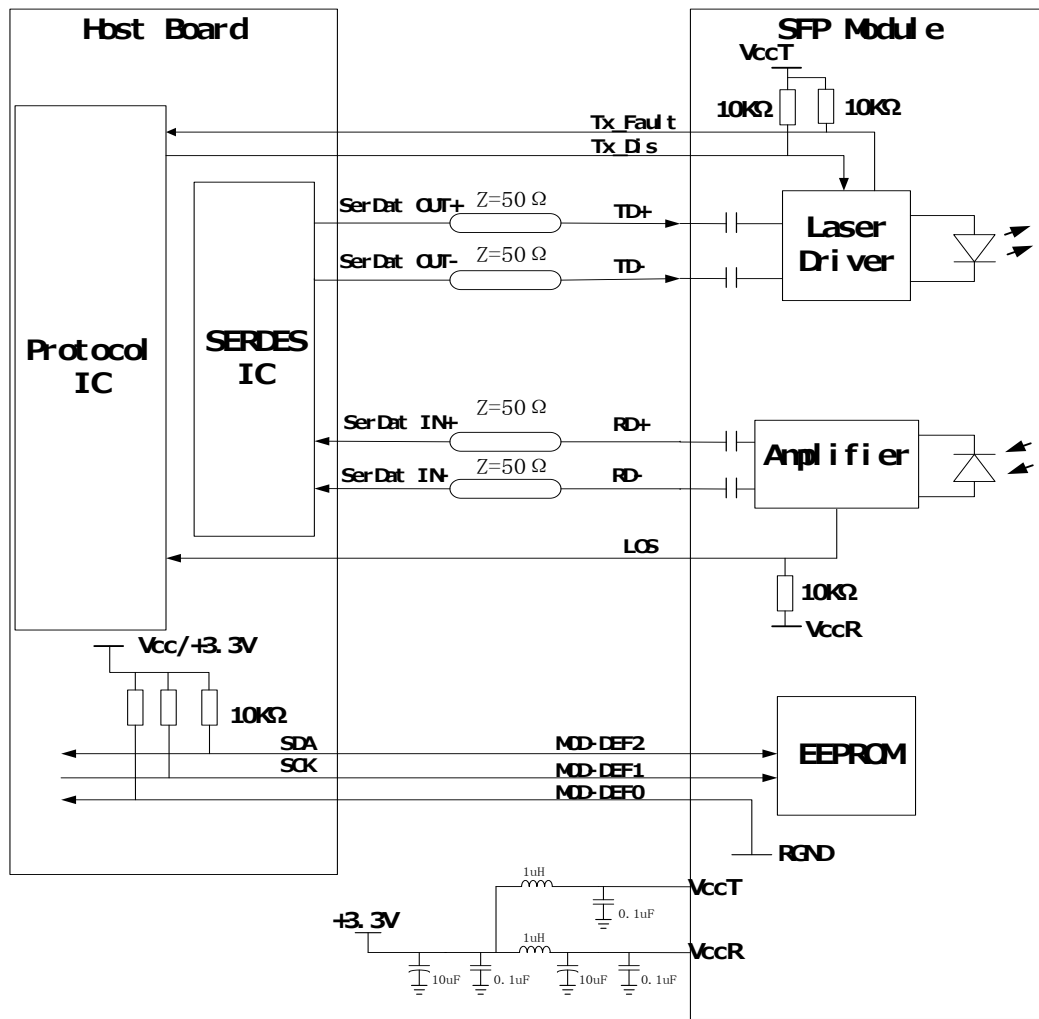 Host Board
SFP Module
VccT
10KΩ
10KΩ
Tx_Fault
Tx_Dis
SerDat OUT+
Z=50 Ω
TD+
SerDat OUT-
Z=50 Ω
TD-
Laser
Driver
Protocol
IC
SERDES
IC
SerDat IN+
Z=50 Ω
RD+
SerDat IN-
Z=50 Ω
RD-
Amplifier
LOS
10KΩ
VccR
Vcc/+3.3V
10KΩ
SDA
MOD-DEF2
SCK
MOD-DEF1
MOD-DEF0
EEPROM
RGND
1uH
VccT
0.1uF
+3.3V
1uH
VccR
10uF
0.1uF
10uF
0.1uF